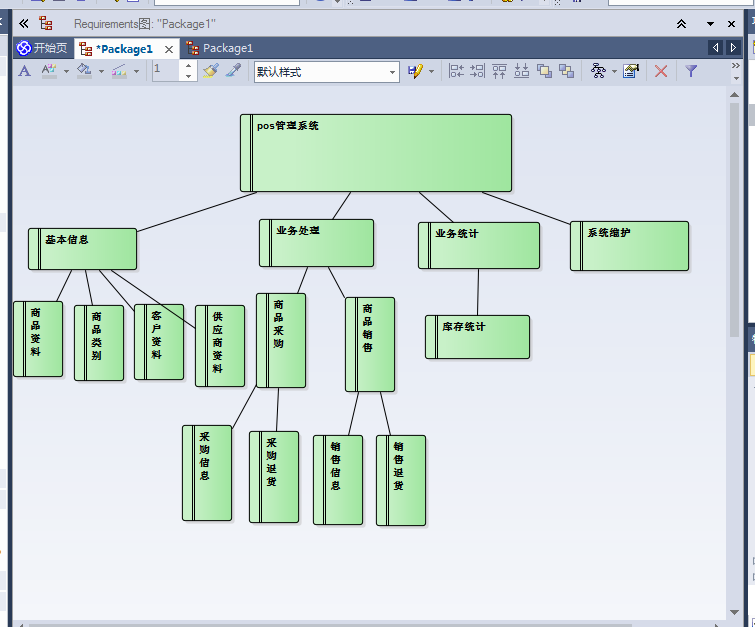 Requirements图: "Package1"
开始页
*Package1
Package1
1
默认样式
pos管理系统
基本信息
业务处理
业务统计
系统维护
商品资料
商品类别
客户资料
供应商资料
商品采购
商品销售
库存统计
采购信息
采购退货
销售信息
销售退货